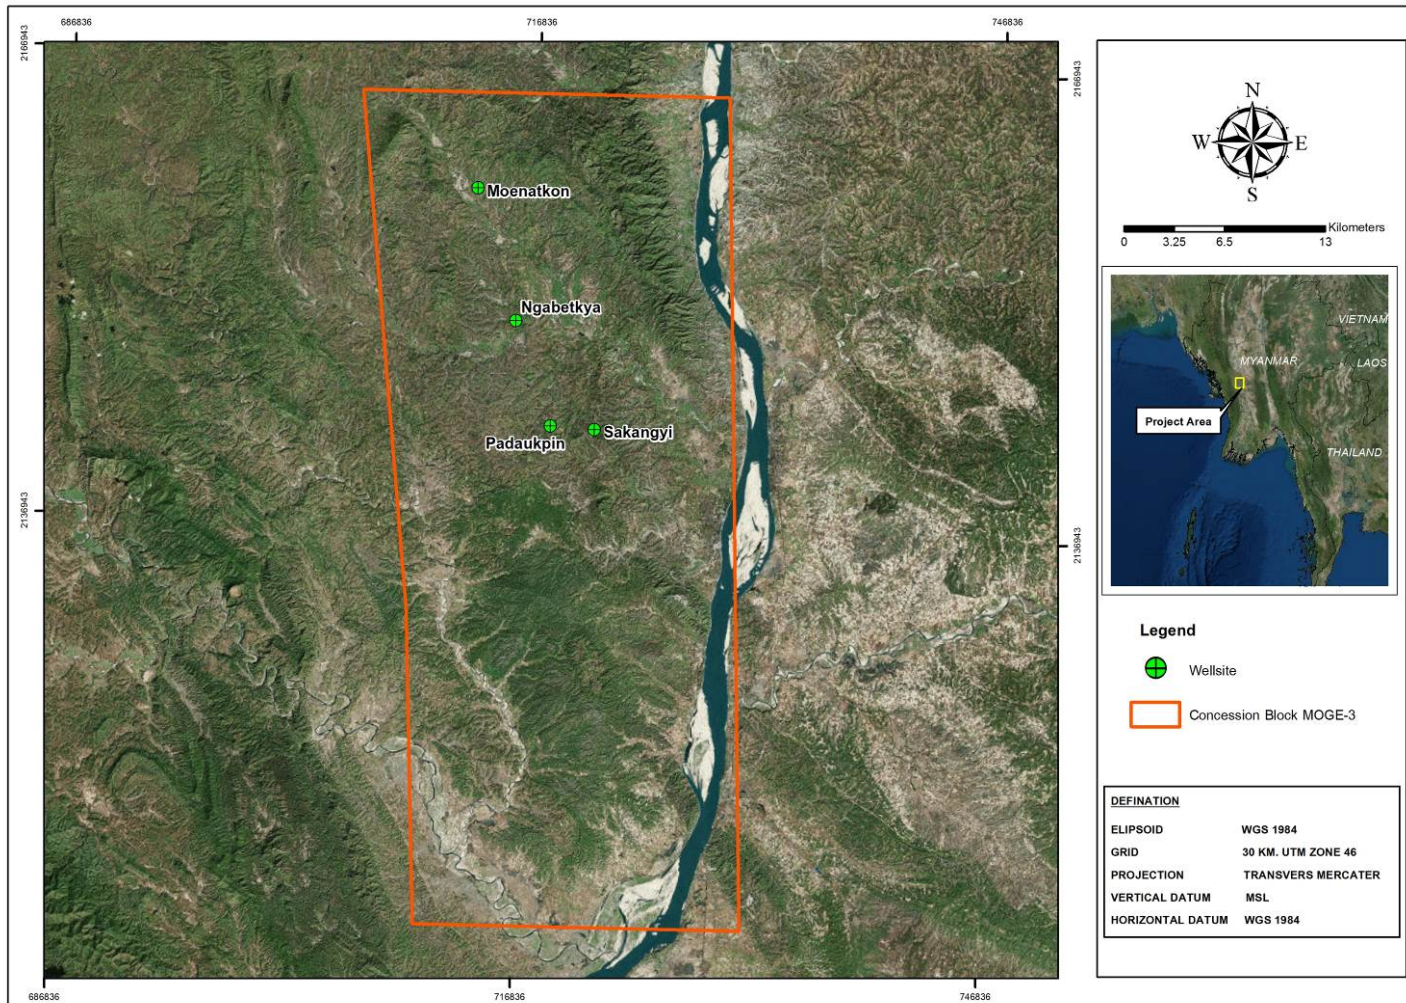 686836 716836 746836
2166943
2166943
Moenatkon
Ngabetkya
Padaukpin
Sakangyi
2136943
2136943
686836 716836 746836
N
W E
S
Kilometers
0 3.25 6.5 13
VIETNAM
MYANMAR
LAOS
Project Area
THAILAND
Legend
Wellsite
Concession Block MOGE-3
DEFINATION
ELIPSOID WGS 1984
GRID 30 KM. UTM ZONE 46
PROJECTION TRANSVERS MERCATER
VERTICAL DATUM MSL
HORIZONTAL DATUM WGS 1984